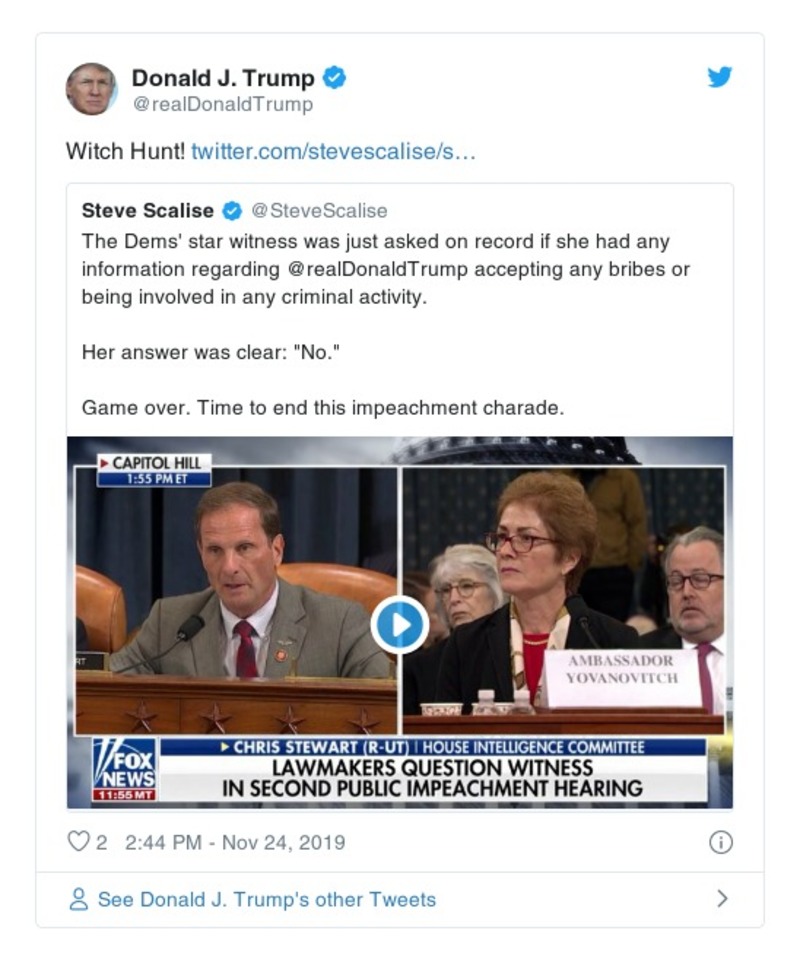 Donald J. Trump
@realDonaldTrump
Witch Hunt! twitter.com/stevescalise/s…
Steve Scalise @SteveScalise
The Dems' star witness was just asked on record if she had any
information regarding @realDonaldTrump accepting any bribes or
being involved in any criminal activity.
Her answer was clear: "No."
Game over. Time to end this impeachment charade.
CAPITOL HILL
1:55 PM ET
RT
AMBASSADOR
YOVANOVITCH
CHRIS STEWART (R-UT) | HOUSE INTELLIGENCE COMMITTEE
FOX
NEWS
11:55 MT
LAWMAKERS QUESTION WITNESS
IN SECOND PUBLIC IMPEACHMENT HEARING
2 2:44 PM - Nov 24, 2019
See Donald J. Trump's other Tweets